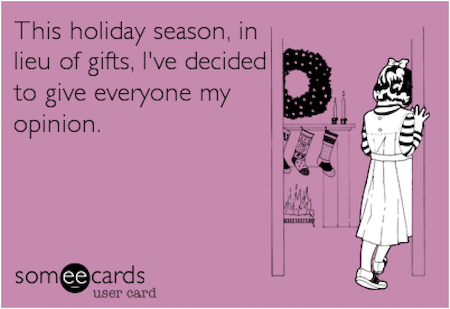 This holiday season, in
lieu of gifts, I've decided
to give everyone my
opinion.
someecards
user card